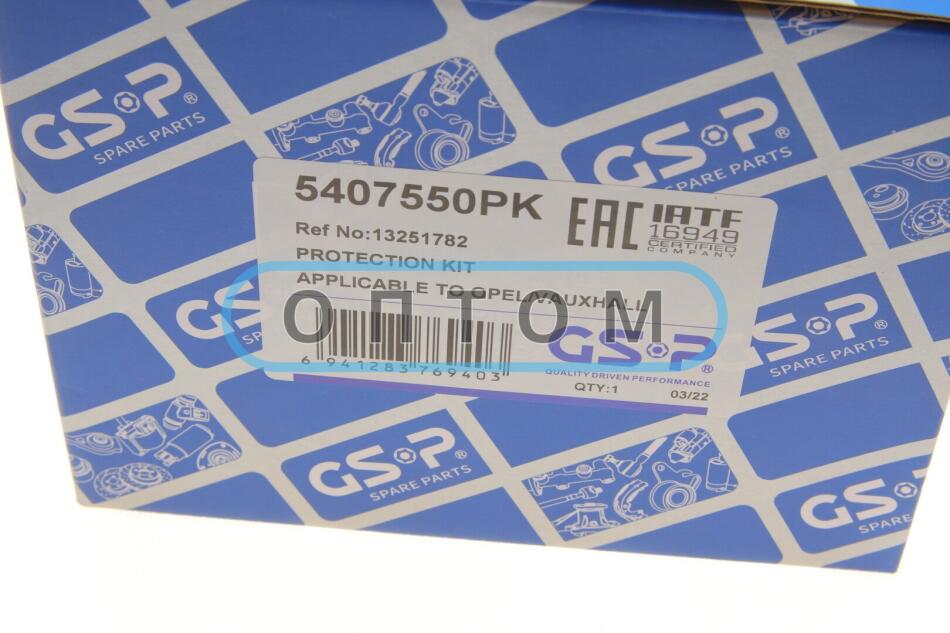 GSP®
SPARE PARTS
GSP®
SPARE PARTS
5407550PK
EAC
IATF
16949
CERTIFIED
COMPANY
Ref No:13251782
PROTECTION KIT
APPLICABLE TO OPEL/VAUXHALL
ОПТОМ
6 941283 769403
GSP®
QUALITY DRIVEN PERFORMANCE
QTY:1
03/22
GS
SP
GSP®
SPARE PARTS
GSP®
SPARE PARTS
GSP®
SPARE